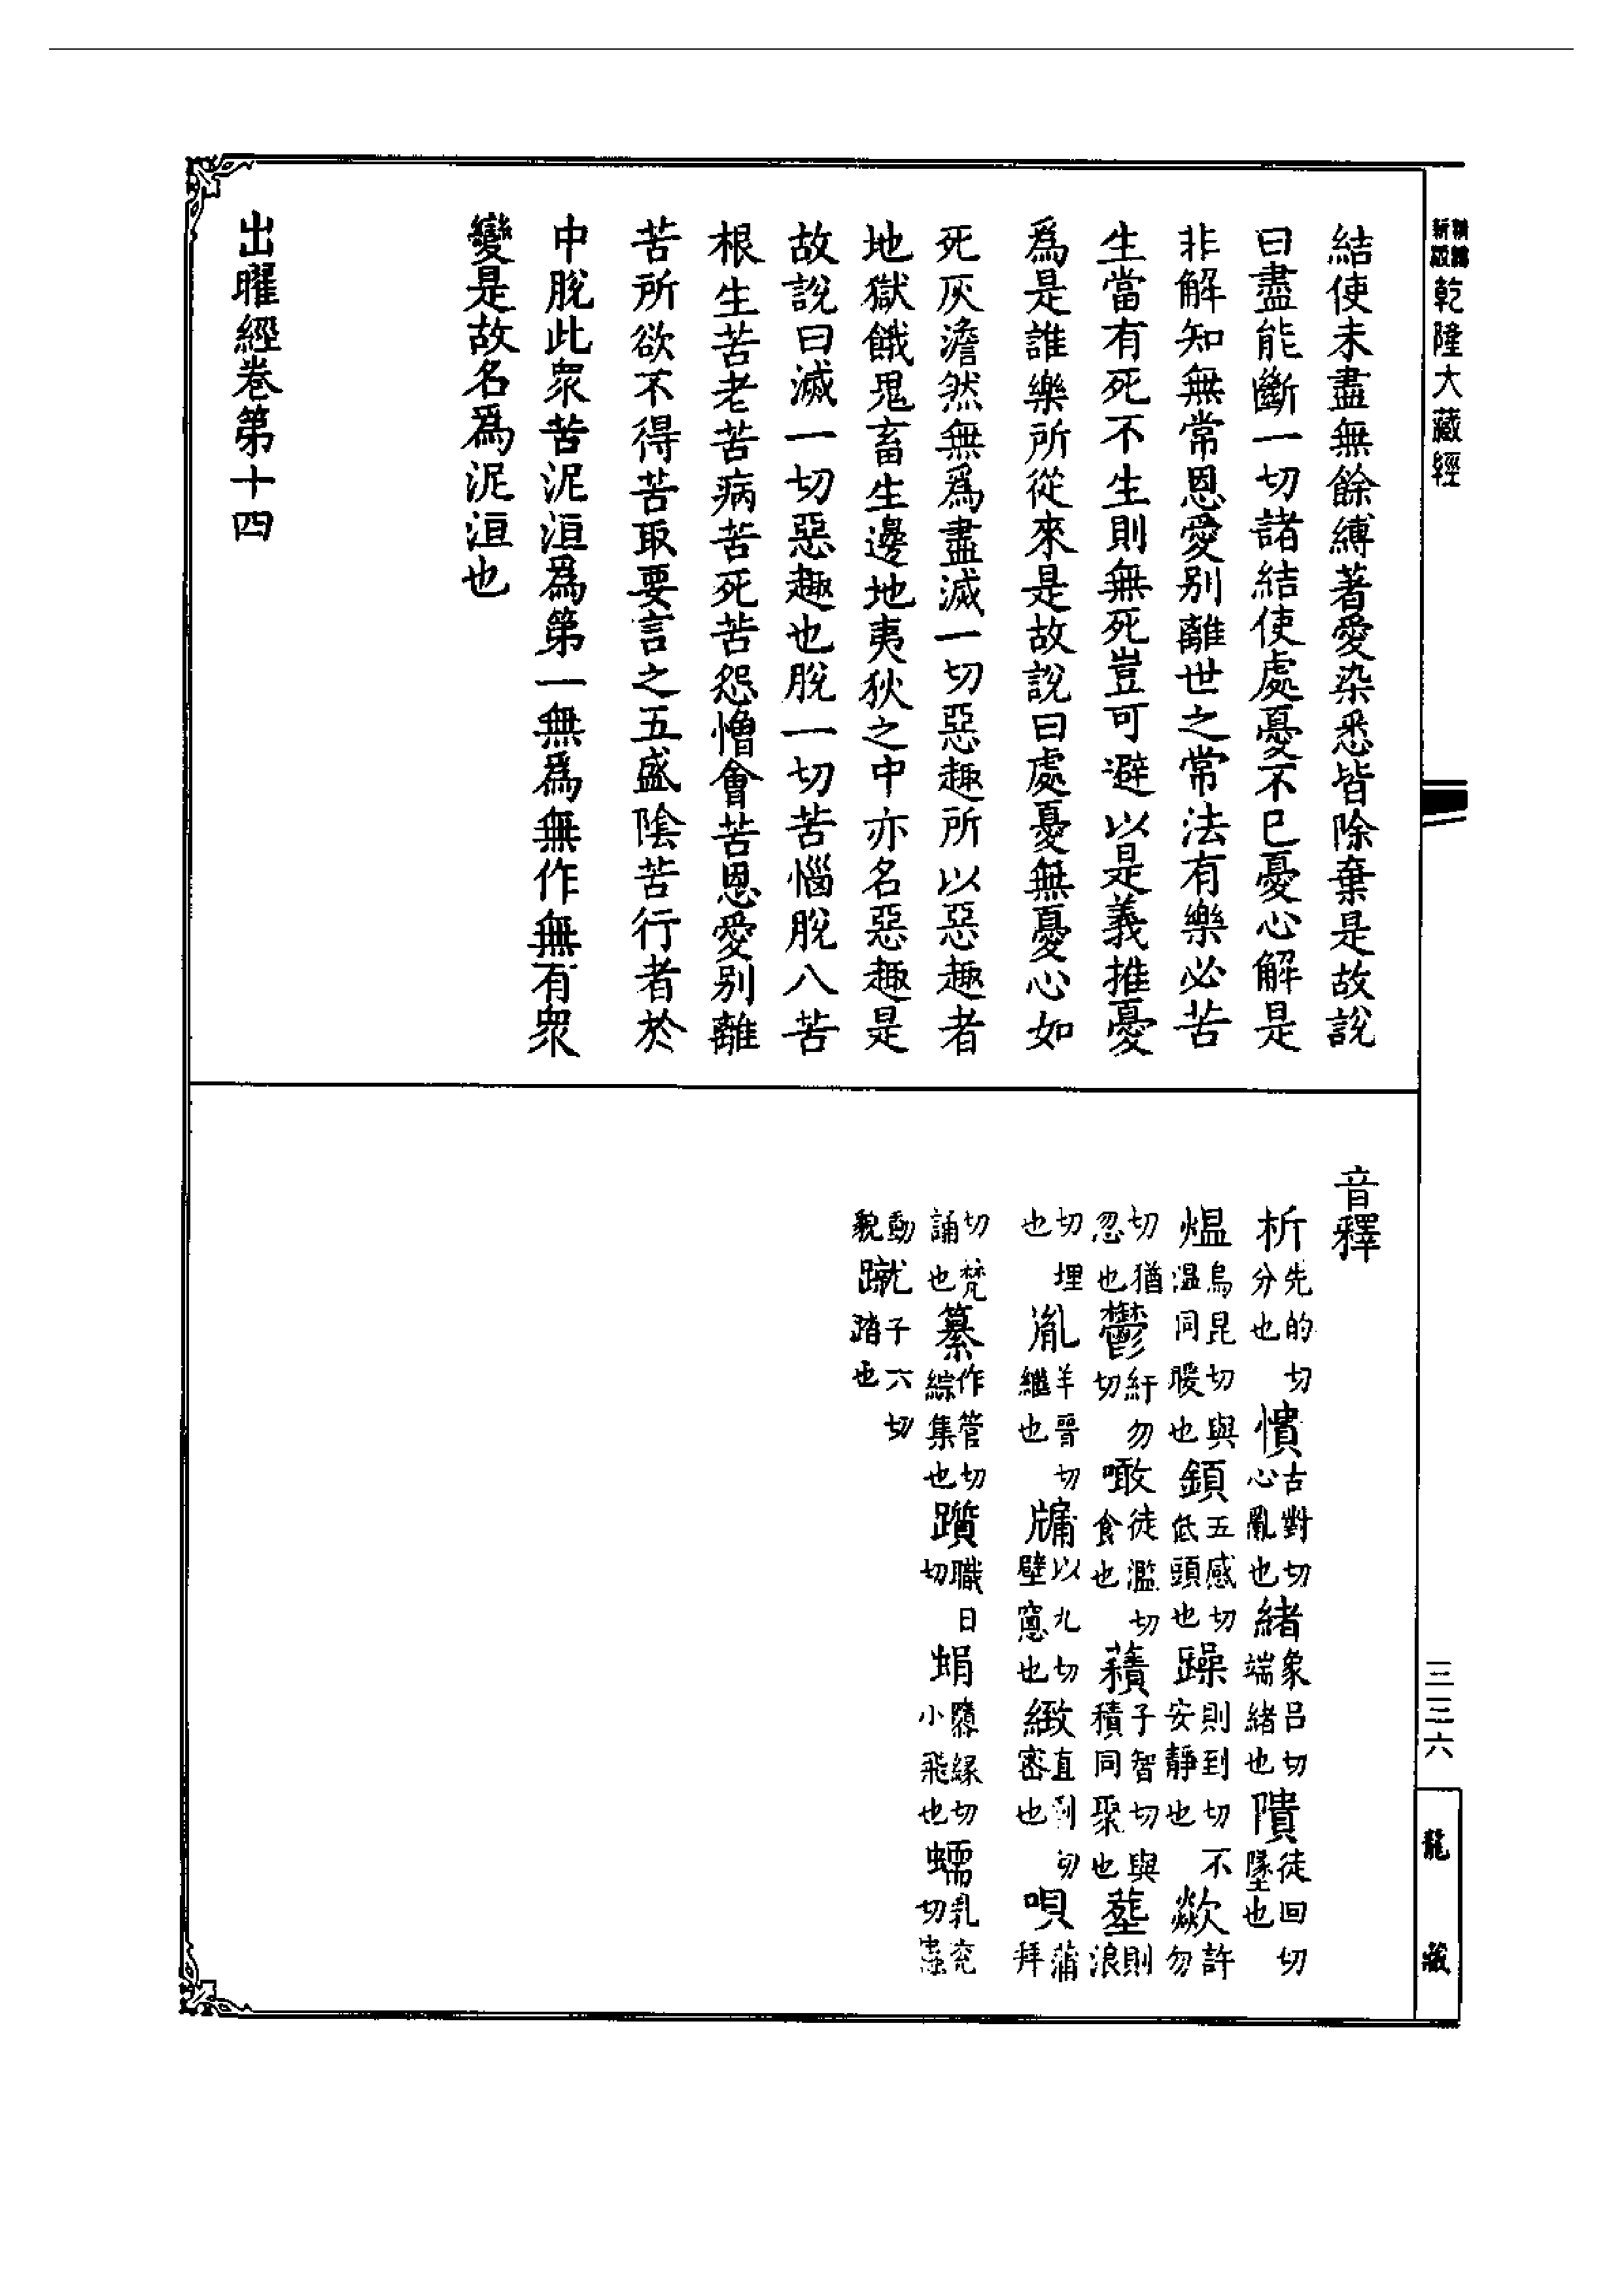 乾隆大藏經
結使未盡無餘縛著愛染悉皆除棄是故說
曰盡能斷一切諸結使處憂不已憂心解是
非解知無常恩愛別離世之常法有樂必苦
生當有死不生則無死豈可避以是義推憂
爲是誰樂所從來是故說曰處憂無憂心如
死灰澹然無爲盡滅一切惡趣所以惡趣者
地獄餓鬼畜生邊地夷狄之中亦名惡趣是
故說曰滅一切惡趣也脫一切苦惱脫八苦
根生苦老苦病苦死苦怨憎會苦恩愛別離
苦所欲不得苦取要言之五盛陰苦行者於
中脫此衆苦泥洹爲第一無爲無作無有衆
變是故名爲泥洹也
出曜經卷第十四
音釋
析先的切分也 憒古對切心亂也 緒象呂切端緒也 隤徒回切墜也
熅烏昆切與溫同暖也 顉五感切低頭也 躁則到切不安靜也 歘許勿
切猶忽也 鬱紆勿切 噉徒濫切食也 積子智切與積同聚也 塟則浪
切埋也 胤羊晉切繼也 牗以九切壁窻也 緻直利切密也 唄蒲拜
切梵誦也 纂作管切綜集也 躓職日切 蜎縈緣切小飛也 蠕乳兖切蟲
動貌 蹴尤子六切蹋也
三三六
龍藏